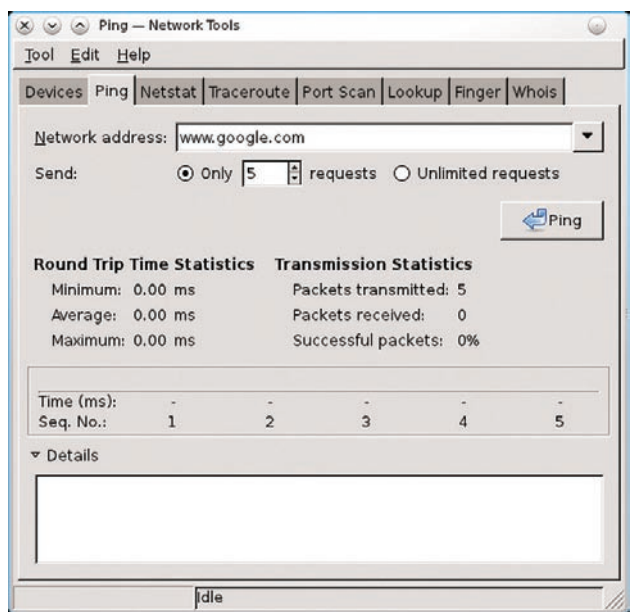 Ping — Network Tools
Tool Edit Help
Devices Ping Netstat Traceroute Port Scan Lookup Finger Whois
Network address: www.google.com
Send: Only 5 requests Unlimited requests
Ping
Round Trip Time Statistics Transmission Statistics
Minimum: 0.00 ms Packets transmitted: 5
Average: 0.00 ms Packets received: 0
Maximum: 0.00 ms Successful packets: 0%
Time (ms): - - - - -
Seq. No.: 1 2 3 4 5
Details
Idle